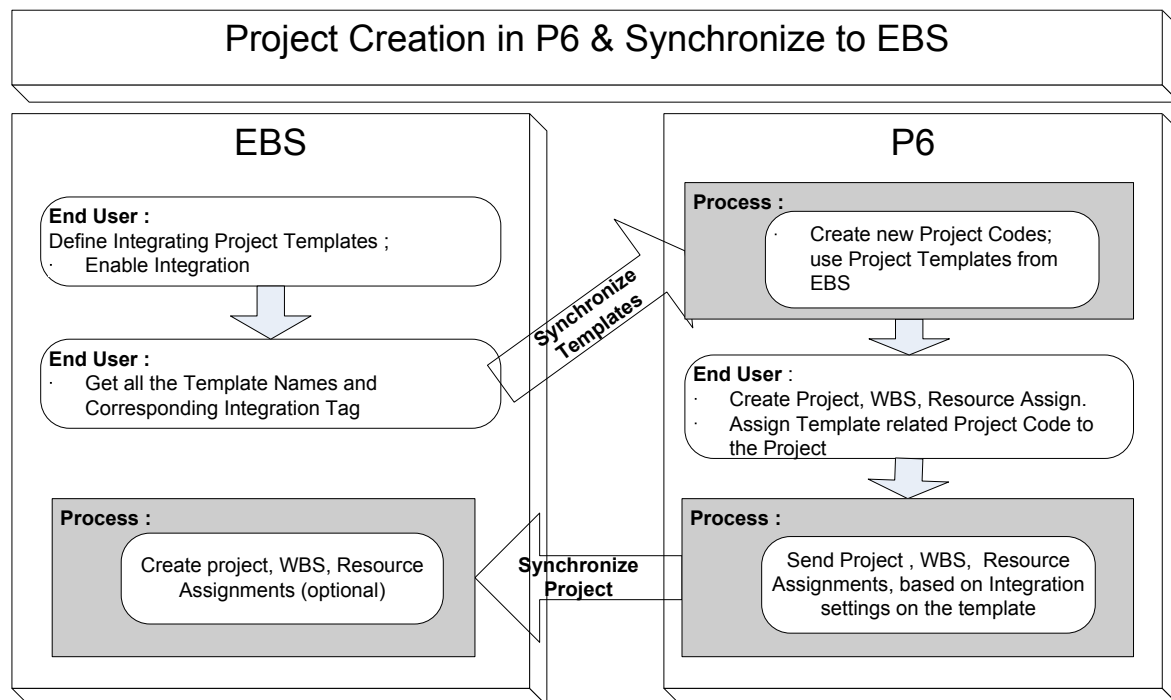 Project Creation in P6 & Synchronize to EBS
EBS
End User :
Define Integrating Project Templates ;
· Enable Integration
End User :
· Get all the Template Names and
Corresponding Integration Tag
Process :
Create project, WBS, Resource
Assignments (optional)
Synchronize
Templates
Synchronize
Project
P6
Process :
· Create new Project Codes;
use Project Templates from
EBS
End User :
· Create Project, WBS, Resource Assign.
· Assign Template related Project Code to
the Project
Process :
Send Project , WBS, Resource
Assignments, based on Integration
settings on the template